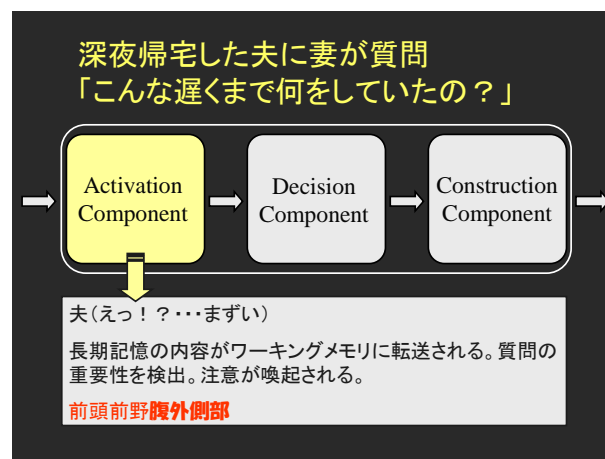 深夜帰宅した夫に妻が質問
「こんな遅くまで何をしていたの？」
Activation
Component
Decision
Component
Construction
Component
夫（えっ！？・・・まずい）
長期記憶の内容がワーキングメモリに転送される。質問の
重要性を検出。注意が喚起される。
前頭前野腹外側部